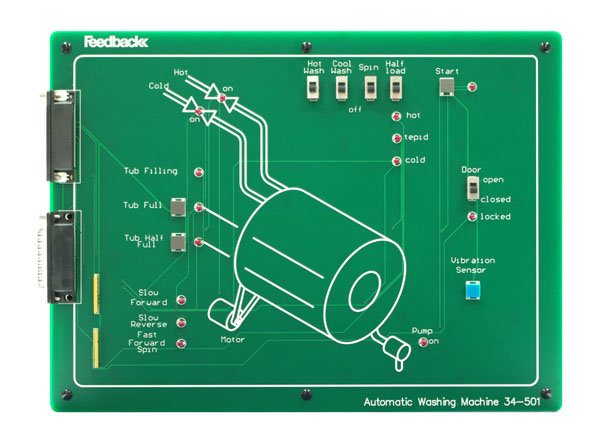 Feedback
Hot
Wash
Cool
Wash
Spin
Half
load
off
Start
Hot
Cold
on
on
hot
tepid
cold
Tub Filling
Tub Full
Tub Half
Full
Door
open
closed
locked
Vibration
Sensor
Slow
Forward
Slow
Reverse
Fast
Forward
Spin
Motor
Pump
on
Automatic Washing Machine 34-501